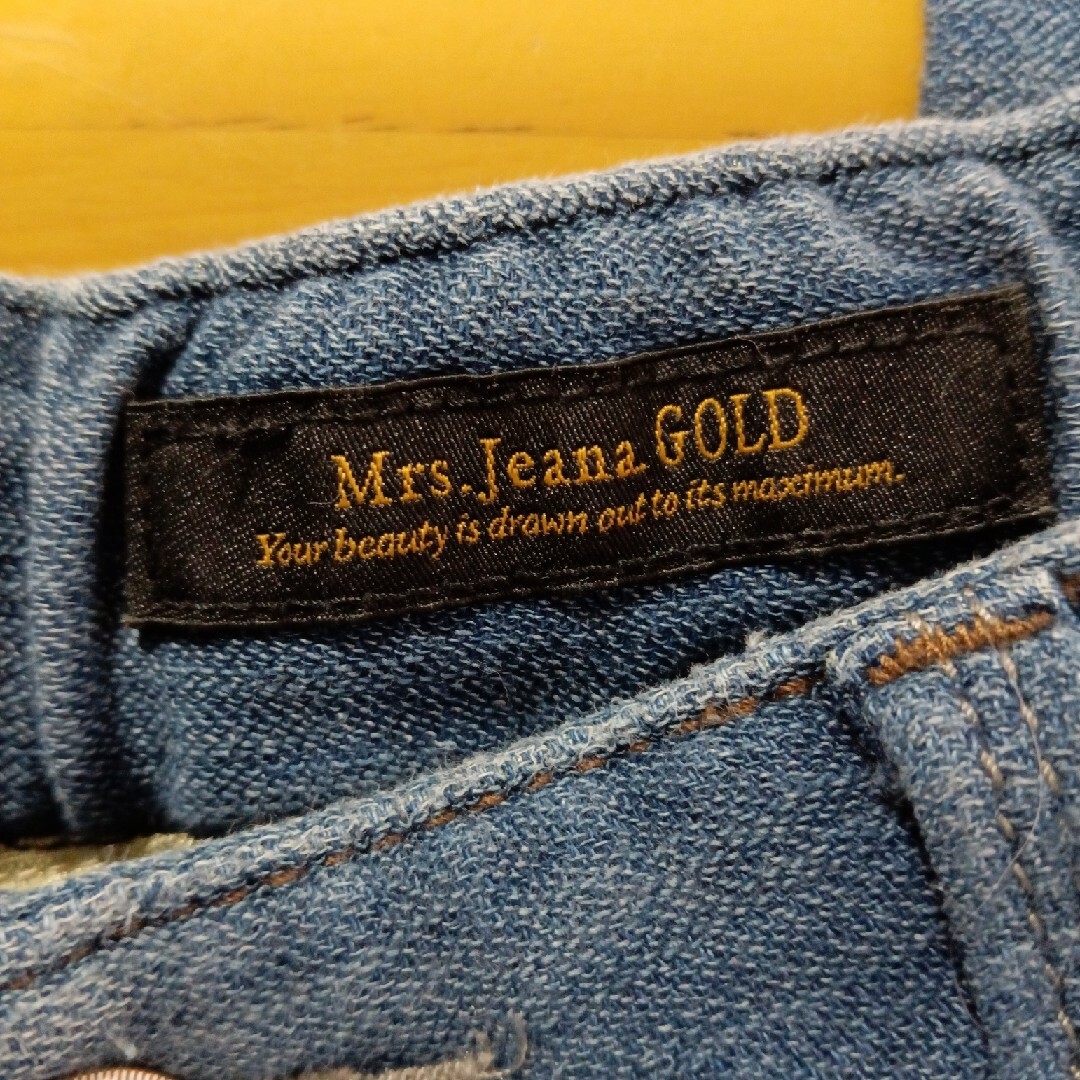 Mrs.Jeana GOLD
Your beauty is drawn out to its maximum.